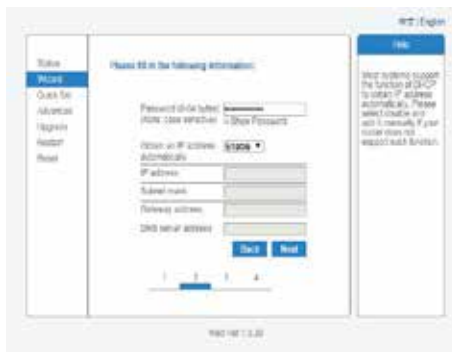 中文 | English
Help
Status
Wizard
Quick Set
Advanced
Upgrade
Restart
Reset
Please fill in the following information:
Password (8-64 bytes)
(Note: case sensitive)
Show Password
Obtain an IP address
automatically
Enable
IP address
Subnet mask
Gateway address
DNS server address
Back Next
1 2 3 4
Most systems support
the function of DHCP
to obtain IP address
automatically. Please
select disable and
add it manually if your
router does not
support such function.